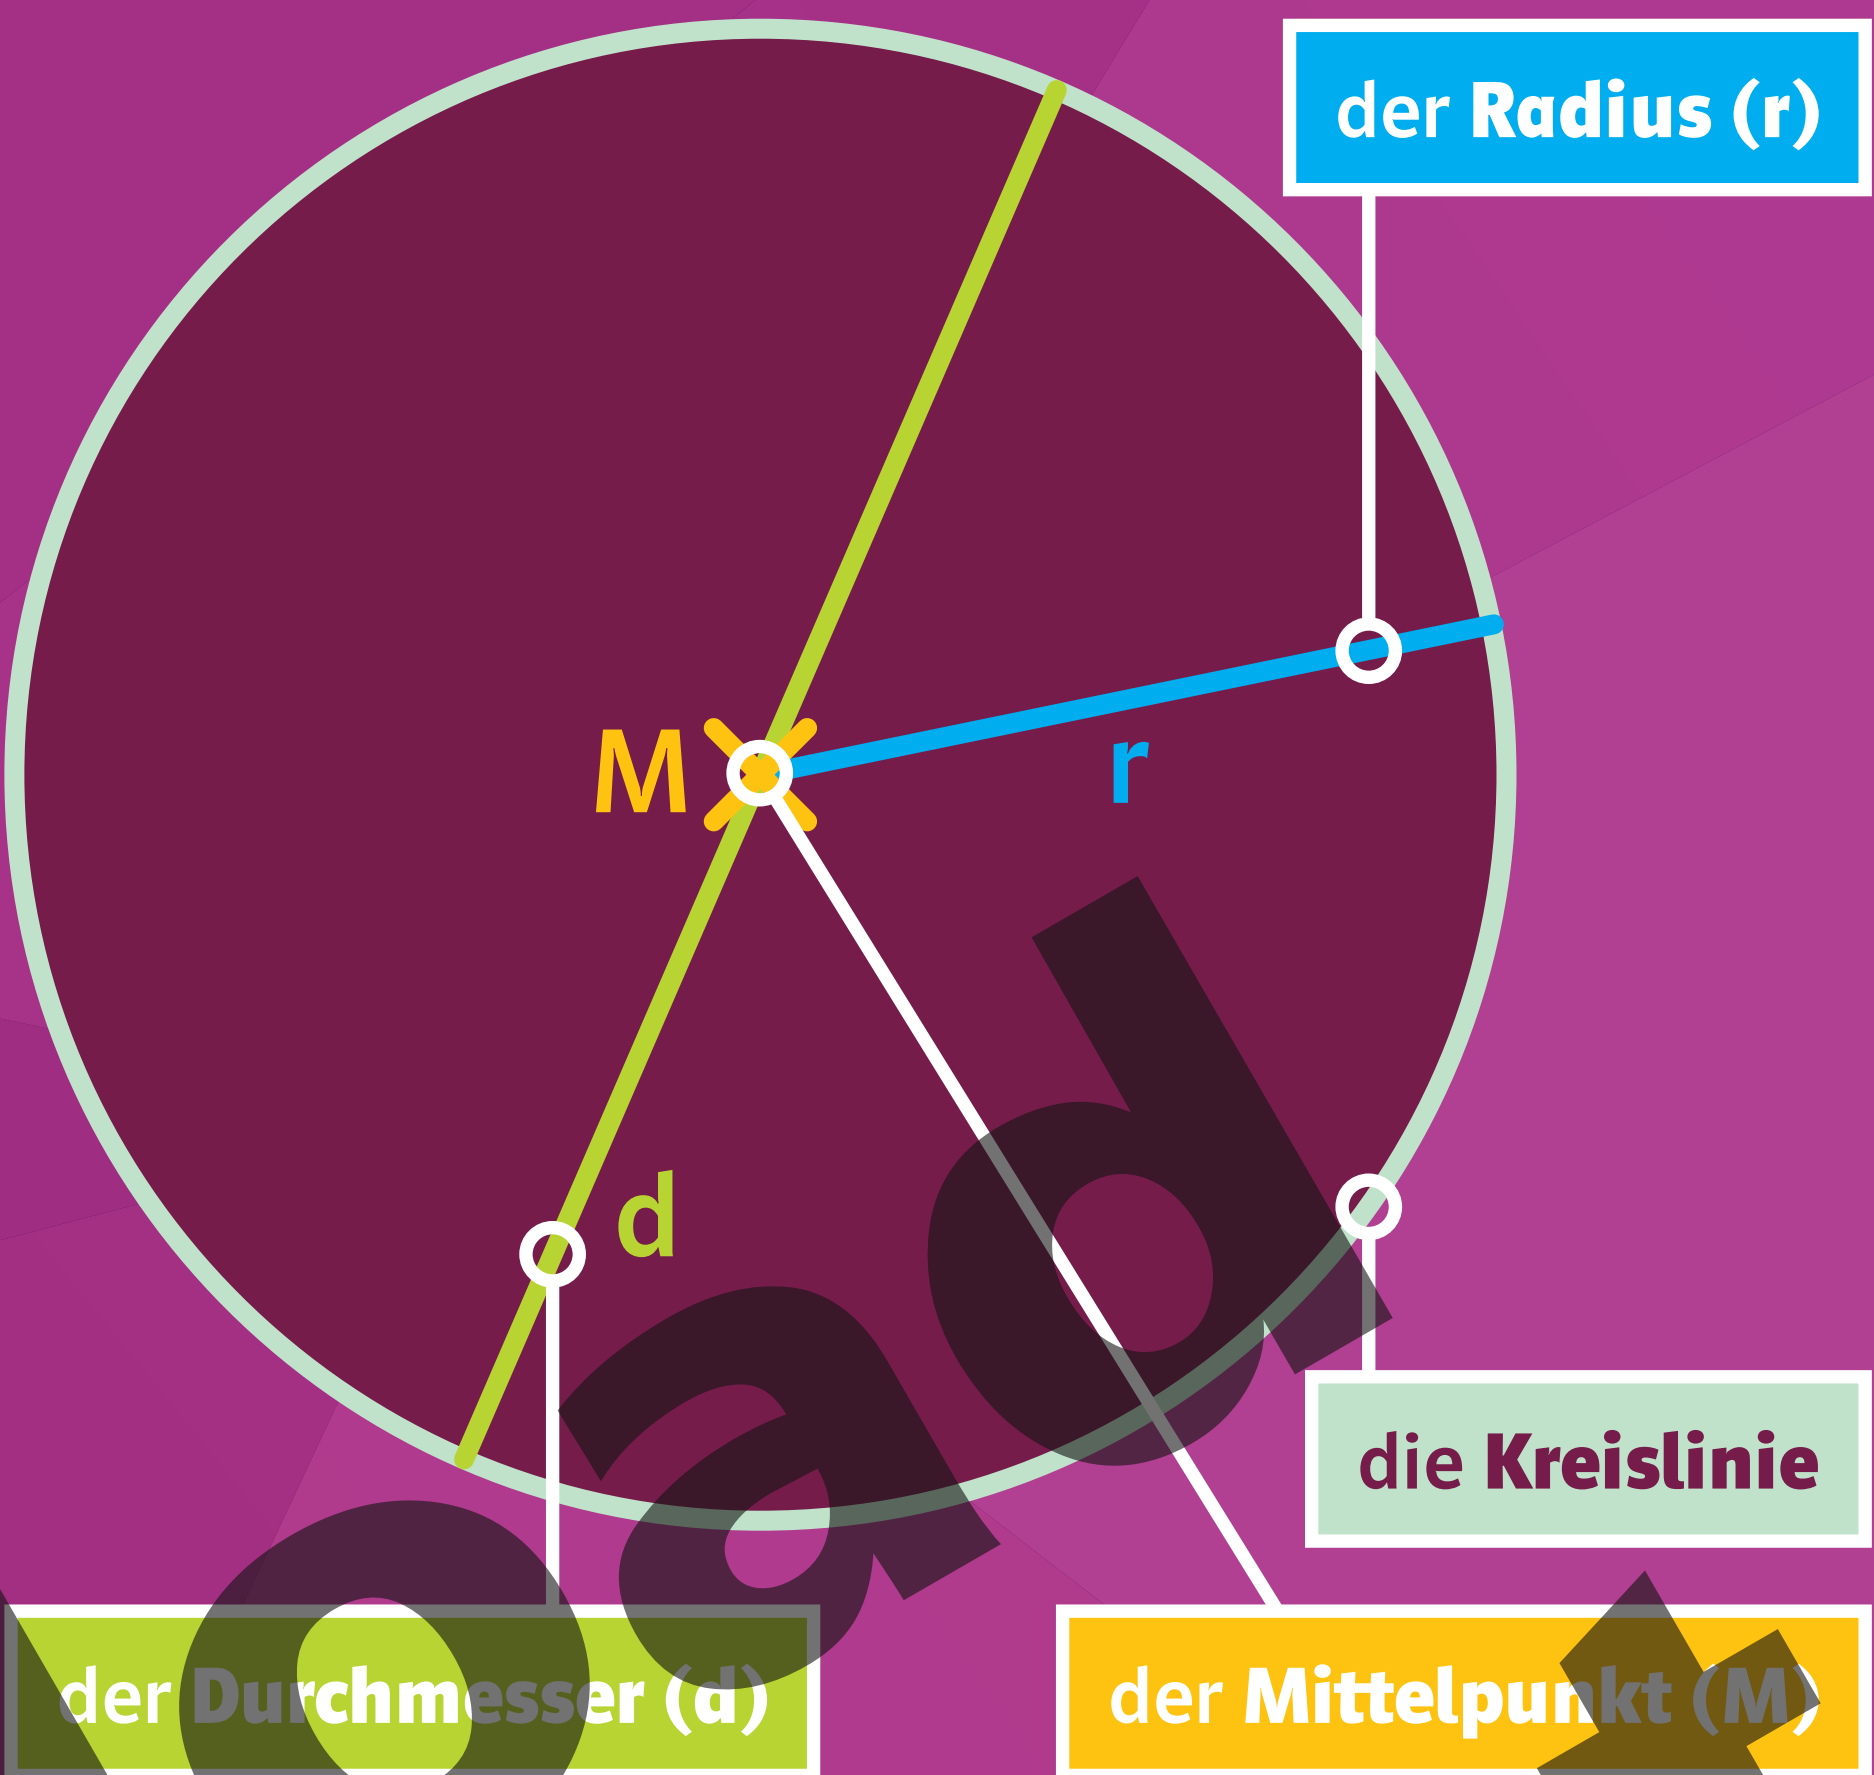 der Radius (r)
M
r
d
die Kreislinie
der Durchmesser (d)
der Mittelpunkt (M)